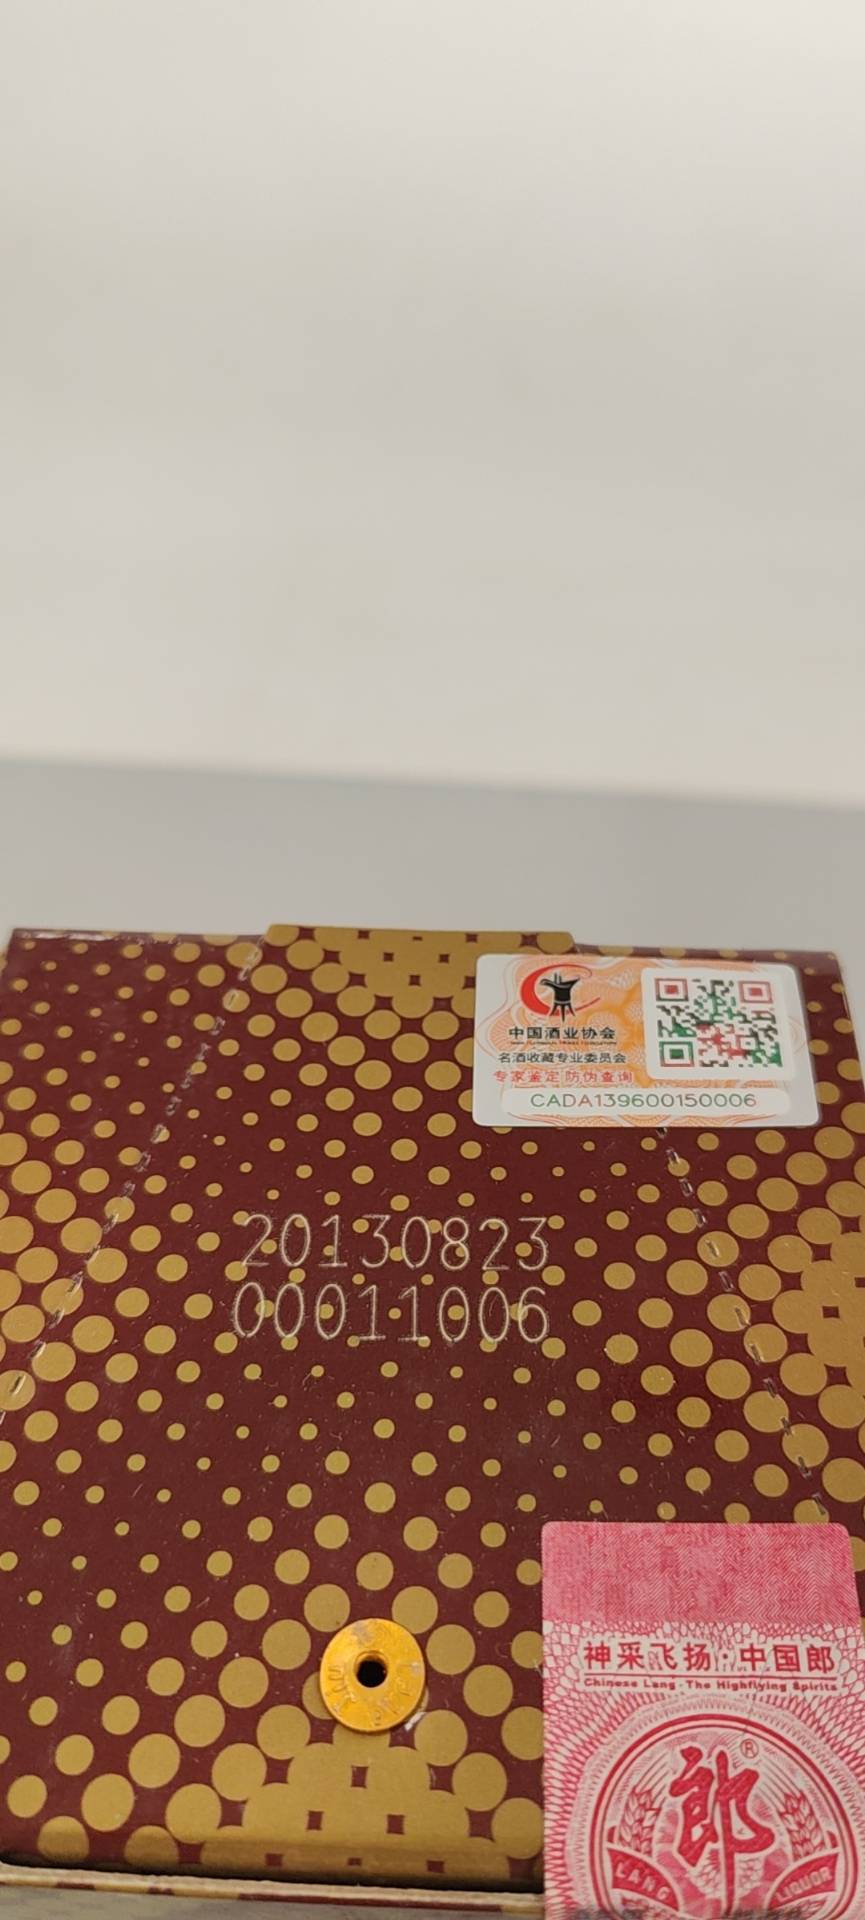 中国酒业协会
名酒收藏专业委员会
专家鉴定 防伪查询
CADA139600150006
20130823
00011006
神采飞扬·中国郎
Chinese Lang·The Highflying Spirits
郎®
LANG LIQUOR